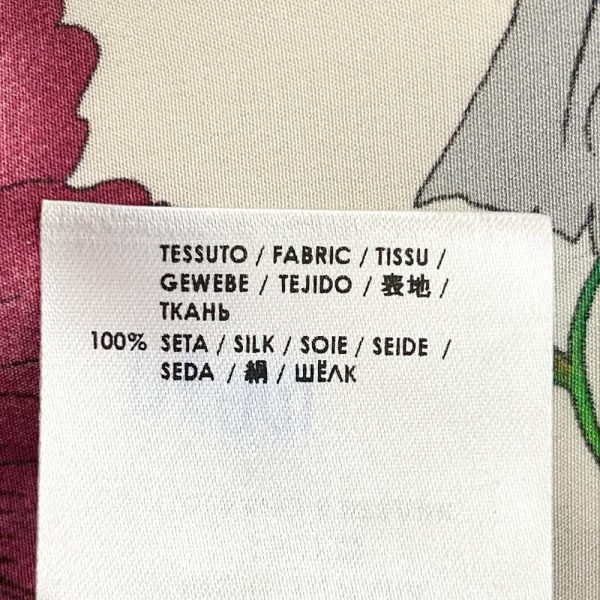 TESSUTO / FABRIC / TISSU /
GEWEBE / TEJIDO / 表地 /
ТКАНЬ
100% SETA / SILK / SOIE / SEIDE /
SEDA / 絹 / ШЁЛК